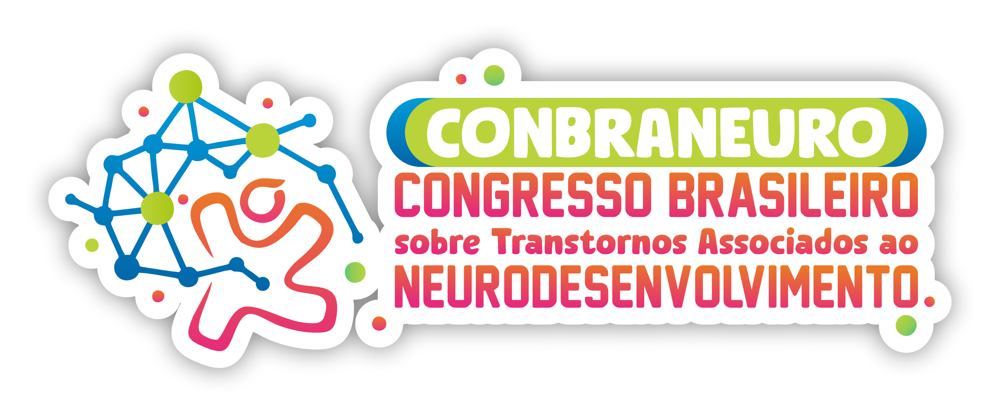 CONBRANEURO
CONGRESSO BRASILEIRO
sobre Transtornos Associados ao
NEURODESENVOLVIMENTO